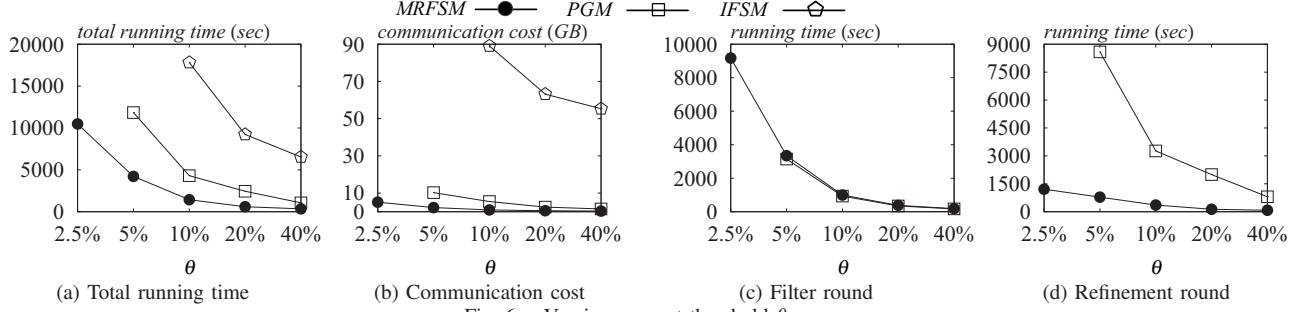 MRFSM PGM IFSM
total running time (sec)
20000
15000
10000
5000
0
2.5% 5% 10% 20% 40%
θ
(a) Total running time
communication cost (GB)
90
70
50
30
10
0
2.5% 5% 10% 20% 40%
θ
(b) Communication cost
running time (sec)
10000
8000
6000
4000
2000
0
2.5% 5% 10% 20% 40%
θ
(c) Filter round
running time (sec)
9000
7500
6000
4500
3000
1500
0
2.5% 5% 10% 20% 40%
θ
(d) Refinement round